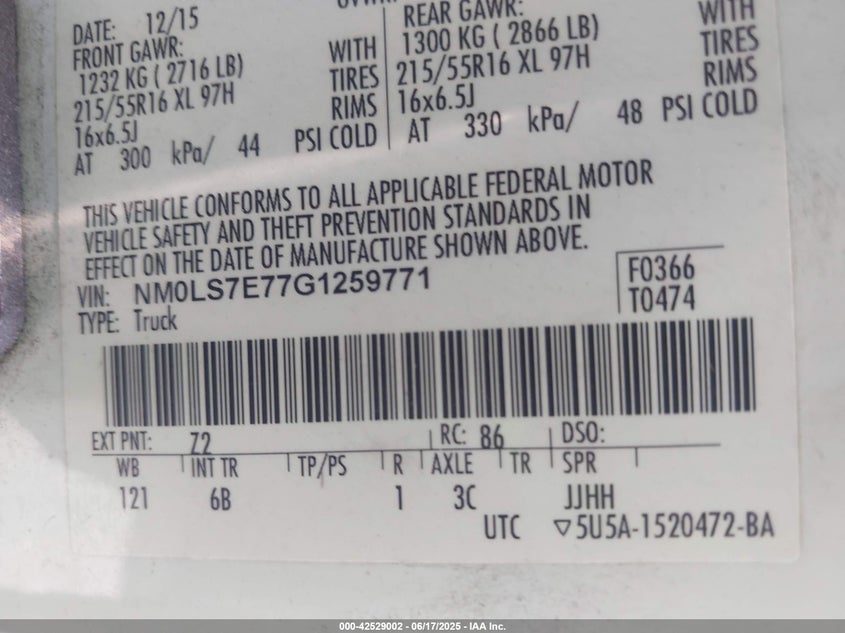 DATE: 12/15
FRONT GAWR:
1232 KG ( 2716 LB) WITH
215/55R16 XL 97H TIRES
16x6.5J RIMS
AT 300 kPa/ 44 PSI COLD
REAR GAWR: WITH
1300 KG ( 2866 LB) TIRES
215/55R16 XL 97H RIMS
16x6.5J
AT 330 kPa/ 48 PSI COLD
THIS VEHICLE CONFORMS TO ALL APPLICABLE FEDERAL MOTOR
VEHICLE SAFETY AND THEFT PREVENTION STANDARDS IN
EFFECT ON THE DATE OF MANUFACTURE SHOWN ABOVE.
VIN: NM0LS7E77G1259771
TYPE: Truck
F0366
T0474
EXT PNT: Z2 RC: 86 DSO:
WB INT TR TP/PS R AXLE TR SPR
121 6B 1 3C JJHH
UTC ▽5U5A-1520472-BA
000-42529002 - 06/17/2025 - IAA Inc.